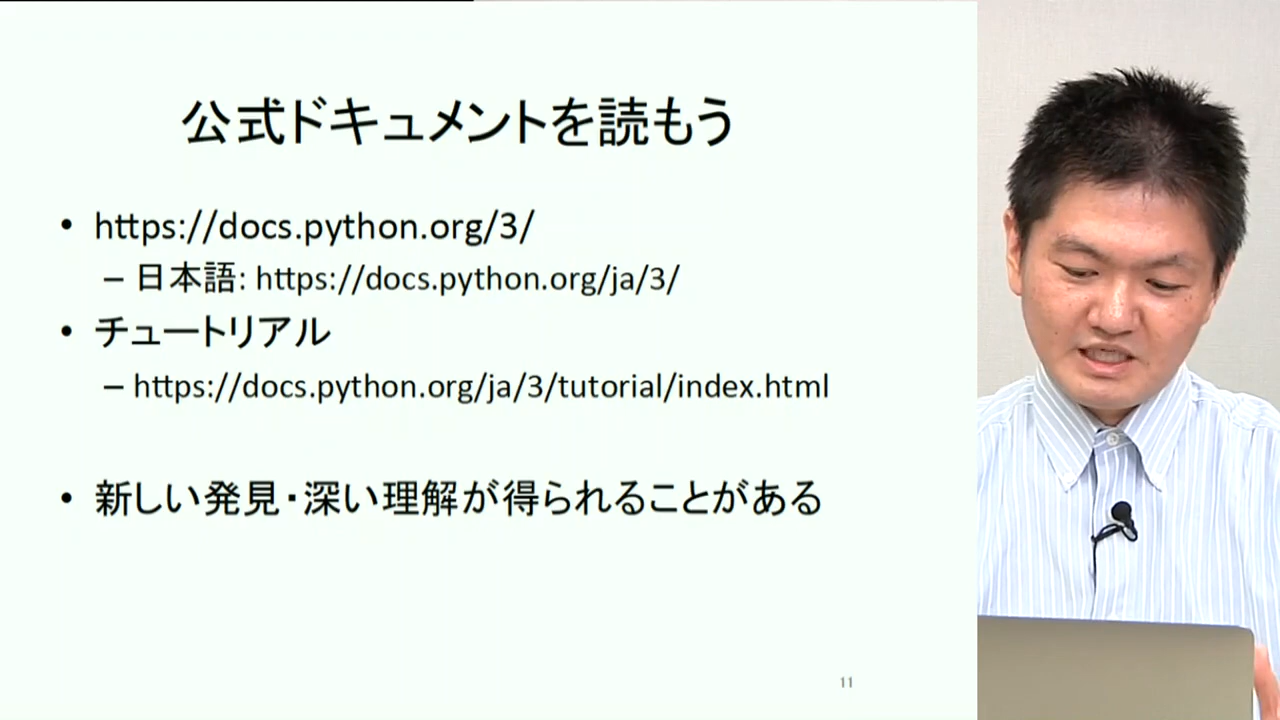 公式ドキュメントを読もう
• https://docs.python.org/3/
– 日本語: https://docs.python.org/ja/3/
• チュートリアル
– https://docs.python.org/ja/3/tutorial/index.html
• 新しい発見・深い理解が得られることがある
11